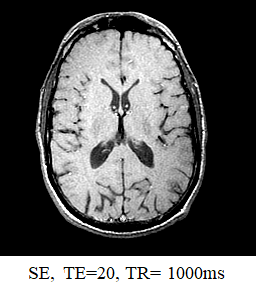 SE, TE=20, TR= 1000ms